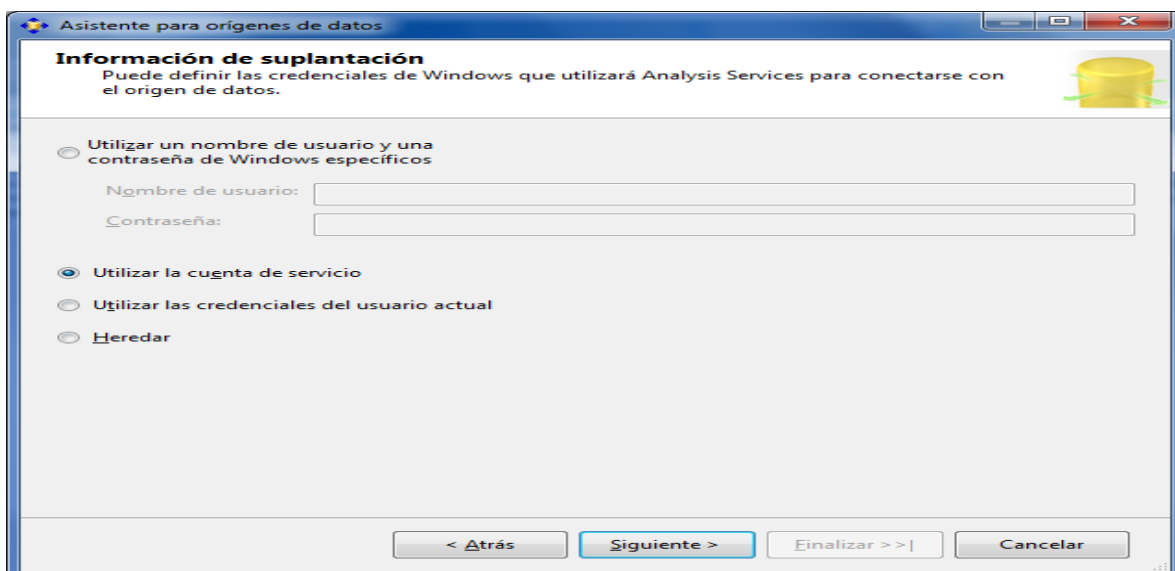 Asistente para orígenes de datos
Información de suplantación
Puede definir las credenciales de Windows que utilizará Analysis Services para conectarse con
el origen de datos.
Utilizar un nombre de usuario y una
contraseña de Windows específicos
Nombre de usuario:
Contraseña:
Utilizar la cuenta de servicio
Utilizar las credenciales del usuario actual
Heredar
< Atrás
Siguiente >
Finalizar >>|
Cancelar